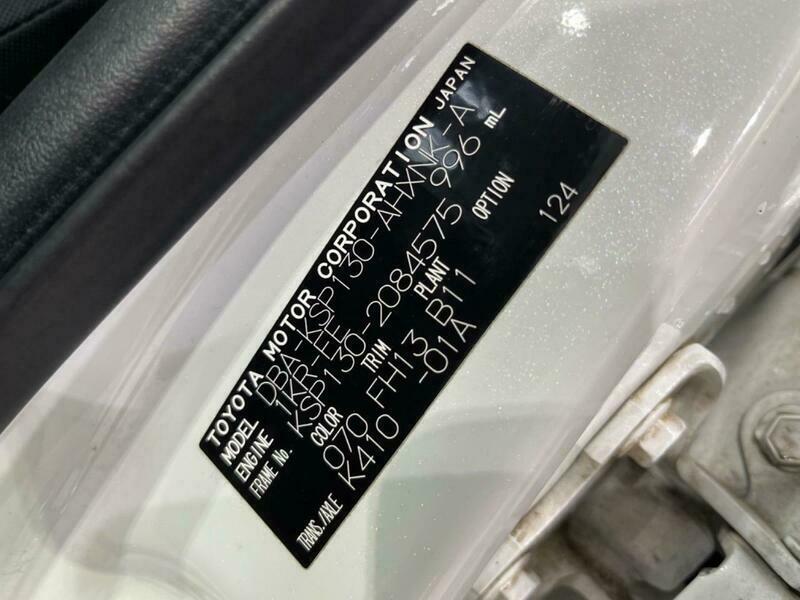 TOYOTA MOTOR CORPORATION JAPAN
MODEL DBA-KSP130-AHXNK-A
ENGINE 1KR-FE 996 mL
FRAME No. KSP130-2084575
COLOR TRIM PLANT OPTION
070 FH13 B11 124
TRANS./AXLE K410 -01A